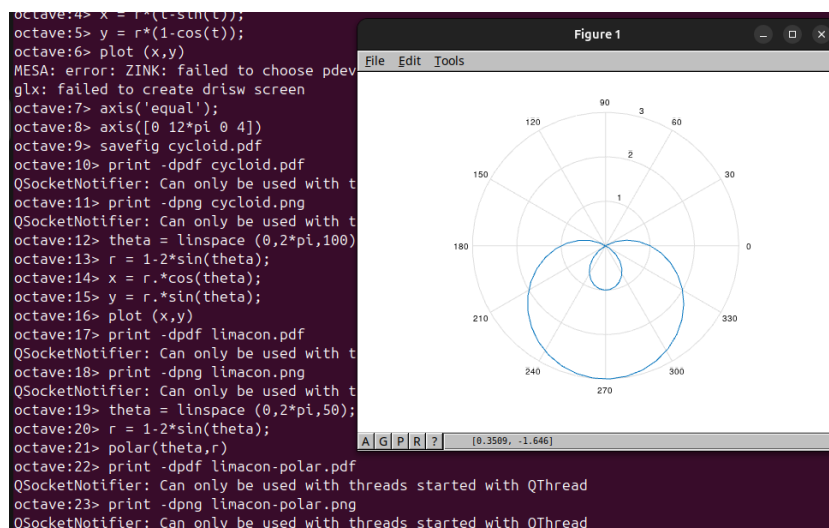 octave:4> x = r*(t-sin(t));
octave:5> y = r*(1-cos(t));
octave:6> plot (x,y)
MESA: error: ZINK: failed to choose pdev
glx: failed to create drisw screen
octave:7> axis('equal');
octave:8> axis([0 12*pi 0 4])
octave:9> savefig cycloid.pdf
octave:10> print -dpdf cycloid.pdf
QSocketNotifier: Can only be used with t
octave:11> print -dpng cycloid.png
QSocketNotifier: Can only be used with t
octave:12> theta = linspace (0,2*pi,100)
octave:13> r = 1-2*sin(theta);
octave:14> x = r.*cos(theta);
octave:15> y = r.*sin(theta);
octave:16> plot (x,y)
octave:17> print -dpdf limacon.pdf
QSocketNotifier: Can only be used with t
octave:18> print -dpng limacon.png
QSocketNotifier: Can only be used with t
octave:19> theta = linspace (0,2*pi,50);
octave:20> r = 1-2*sin(theta);
octave:21> polar(theta,r)
octave:22> print -dpdf limacon-polar.pdf
QSocketNotifier: Can only be used with threads started with QThread
octave:23> print -dpng limacon-polar.png
QSocketNotifier: Can only be used with threads started with QThread
Figure 1
File Edit Tools
90
3
120
60
2
150
30
1
180
0
210
330
240
300
270
A G P R ? [0.3509, -1.646]